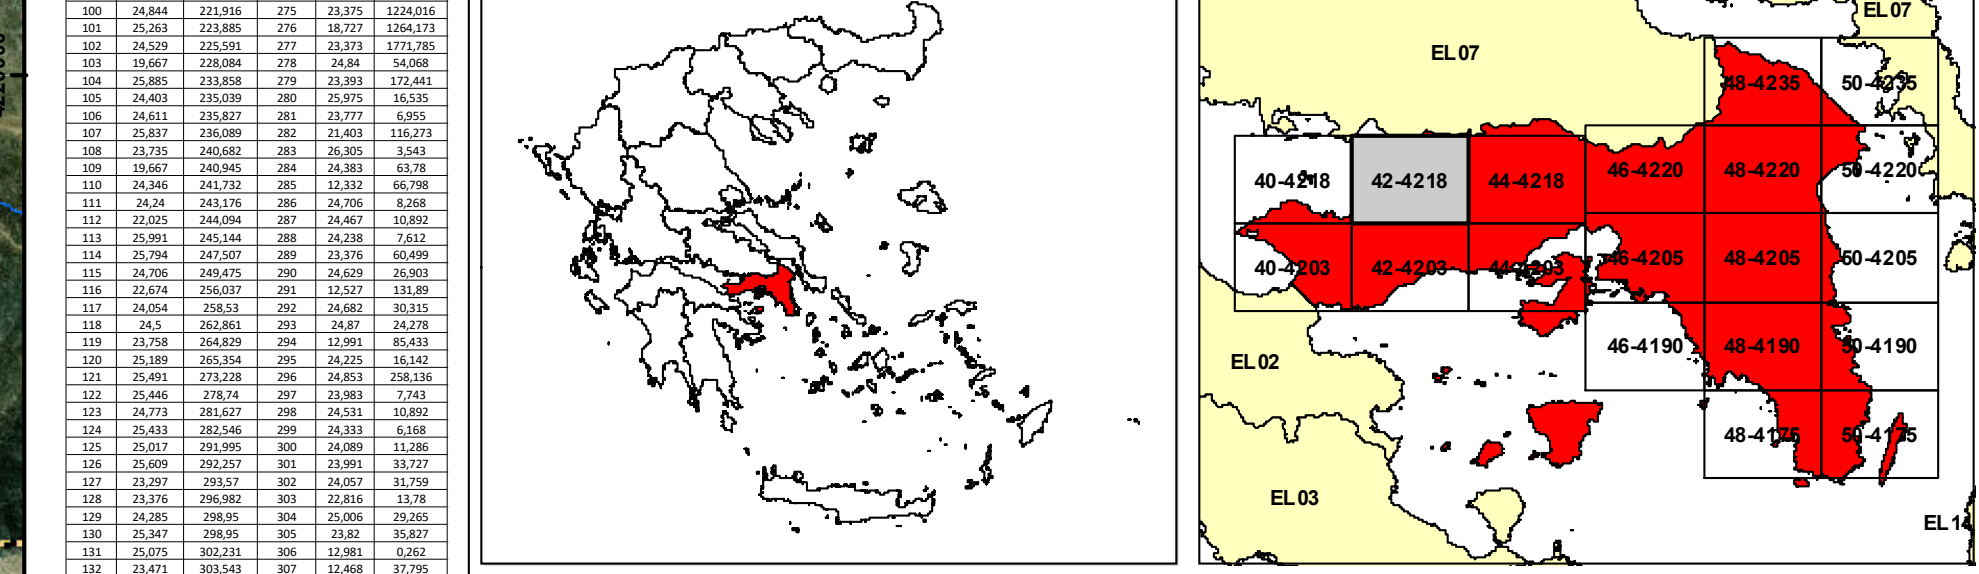 100 24,844 221,916 275 23,375 1224,016
101 25,263 223,885 276 18,727 1264,173
102 24,529 225,591 277 23,373 1771,785
103 19,667 228,084 278 24,84 54,068
104 25,885 233,858 279 23,393 172,441
105 24,403 235,039 280 25,975 16,535
106 24,611 235,827 281 23,777 6,955
107 25,837 236,089 282 21,403 116,273
108 23,735 240,682 283 26,305 3,543
109 19,667 240,945 284 24,383 63,78
110 24,346 241,732 285 12,332 66,798
111 24,24 243,176 286 24,706 8,268
112 22,025 244,094 287 24,467 10,892
113 25,991 245,144 288 24,238 7,612
114 25,794 247,507 289 23,376 60,499
115 24,706 249,475 290 24,629 26,903
116 22,674 256,037 291 12,527 131,89
117 24,054 258,53 292 24,682 30,315
118 24,5 262,861 293 24,87 24,278
119 23,758 264,829 294 12,991 85,433
120 25,189 265,354 295 24,225 16,142
121 25,491 273,228 296 24,853 258,136
122 25,446 278,74 297 23,983 7,743
123 24,773 281,627 298 24,531 10,892
124 25,433 282,546 299 24,333 6,168
125 25,017 291,995 300 24,089 11,286
126 25,609 292,257 301 23,991 33,727
127 23,297 293,57 302 24,057 31,759
128 23,376 296,982 303 22,816 13,78
129 24,285 298,95 304 25,006 29,265
130 25,347 298,95 305 23,82 35,827
131 25,075 302,231 306 12,981 0,262
132 23,471 303,543 307 12,468 37,795
EL07
EL07
48-4235 50-4235
40-4218 42-4218 44-4218 46-4220 48-4220 50-4220
40-4203 42-4203 44-4203 46-4205 48-4205 50-4205
46-4190 48-4190 50-4190
EL02
48-4175 50-4175
EL03
EL14